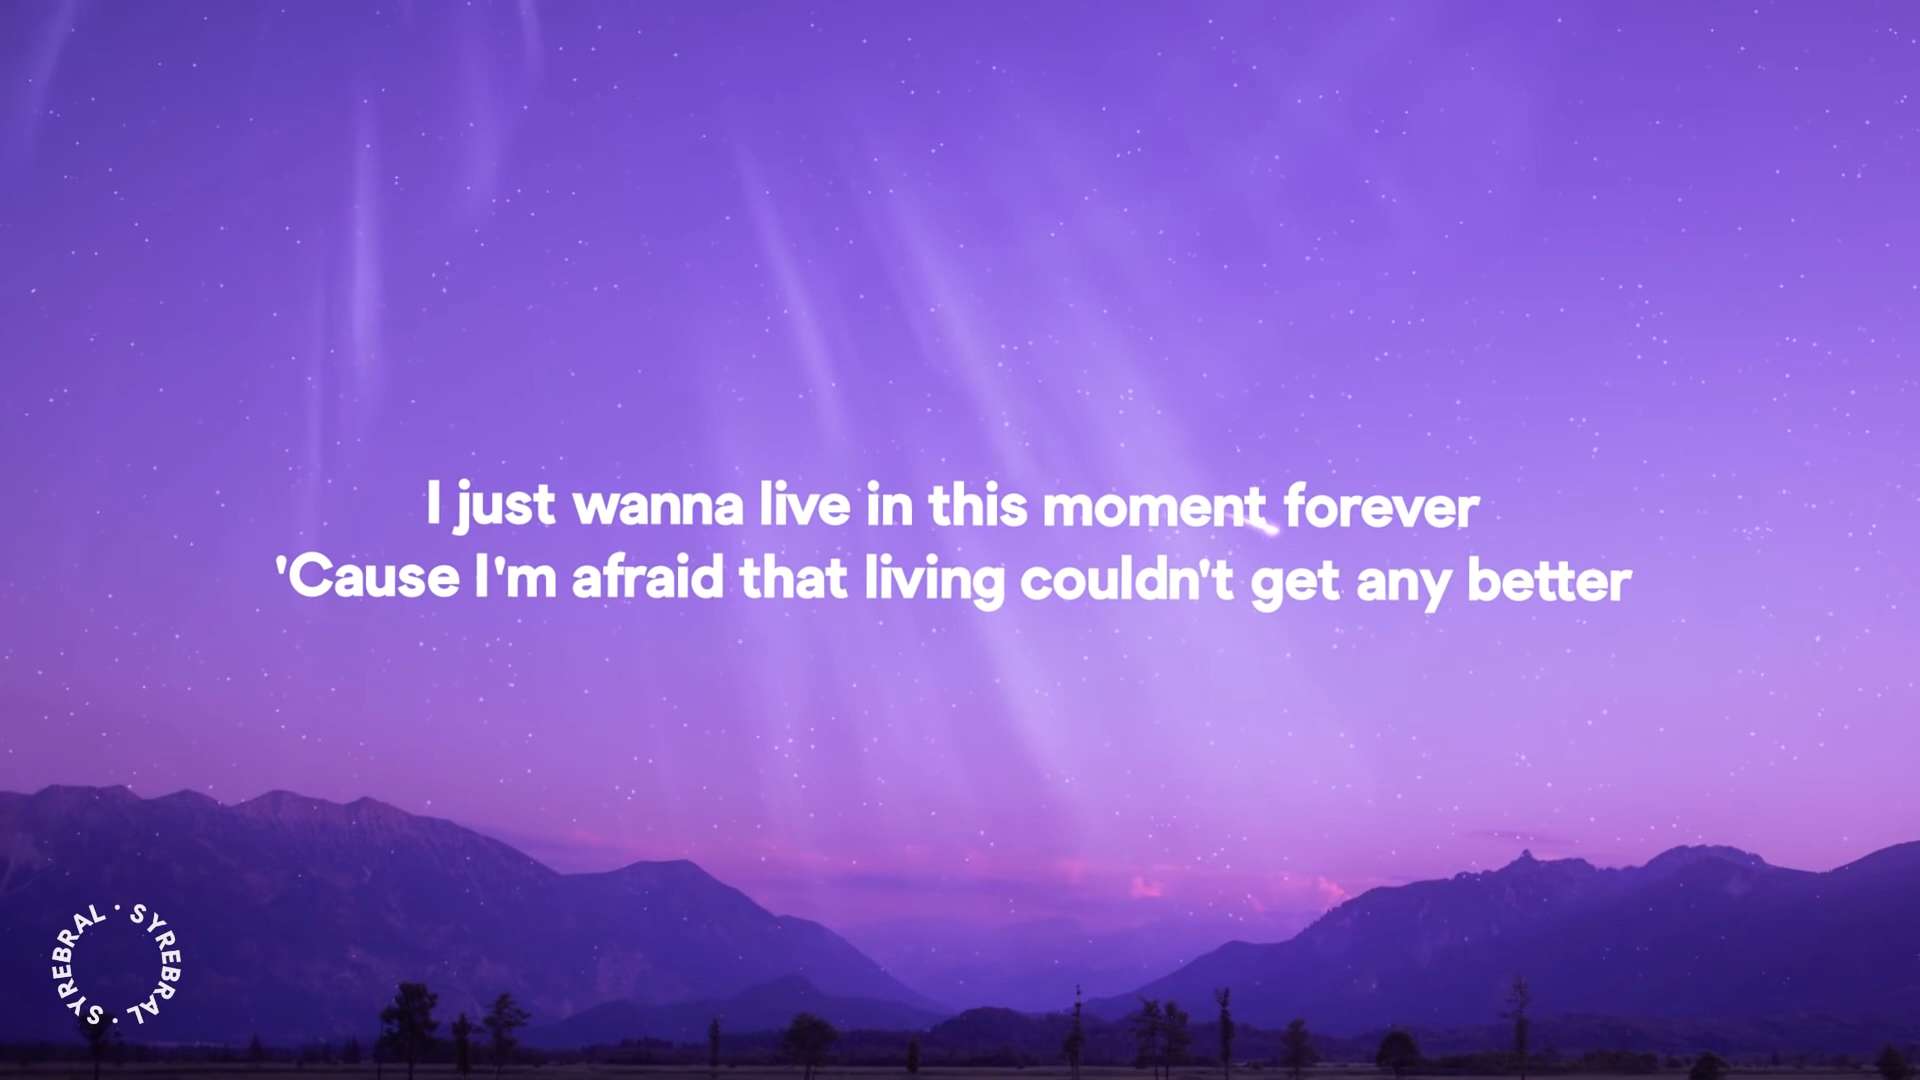 I just wanna live in this moment forever
'Cause I'm afraid that living couldn't get any better
SYREBRAL · SYREBRAL ·